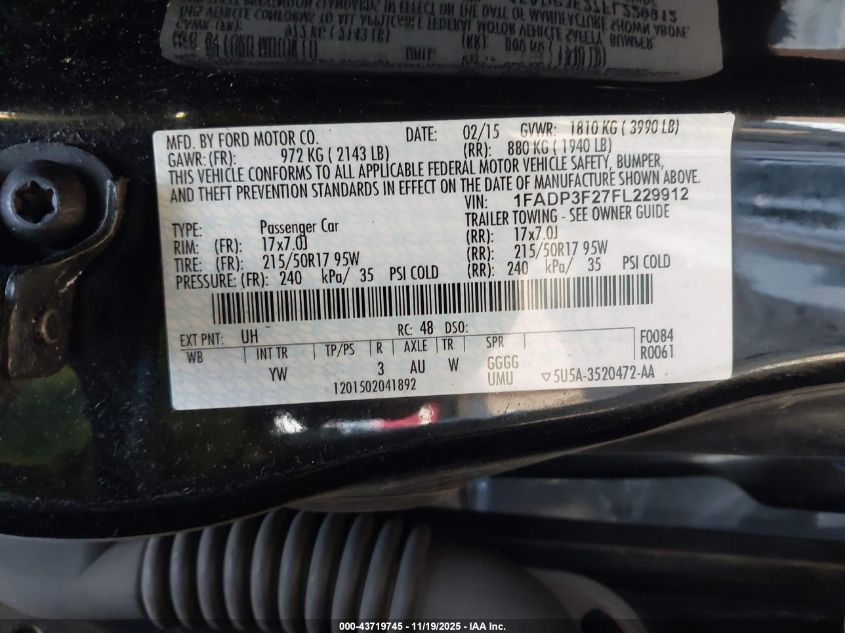 MFD. BY FORD MOTOR CO. DATE: 02/15 GVWR: 1810 KG ( 3990 LB)
GAWR: (FR): 972 KG ( 2143 LB) (RR): 880 KG ( 1940 LB)
THIS VEHICLE CONFORMS TO ALL APPLICABLE FEDERAL MOTOR VEHICLE SAFETY, BUMPER,
AND THEFT PREVENTION STANDARDS IN EFFECT ON THE DATE OF MANUFACTURE SHOWN ABOVE.
VIN: 1FADP3F27FL229912
TYPE: Passenger Car TRAILER TOWING - SEE OWNER GUIDE
RIM: (FR): 17x7.0J (RR): 17x7.0J
TIRE: (FR): 215/50R17 95W (RR): 215/50R17 95W
PRESSURE: (FR): 240 kPa/ 35 PSI COLD (RR): 240 kPa/ 35 PSI COLD
EXT PNT: UH RC: 48 DSO: F0084
WB INT TR TP/PS R AXLE TR SPR R0061
YW 3 AU W GGGG
UMU ▽5U5A-3520472-AA
1201502041892
000-43719745 - 11/19/2025 - IAA Inc.